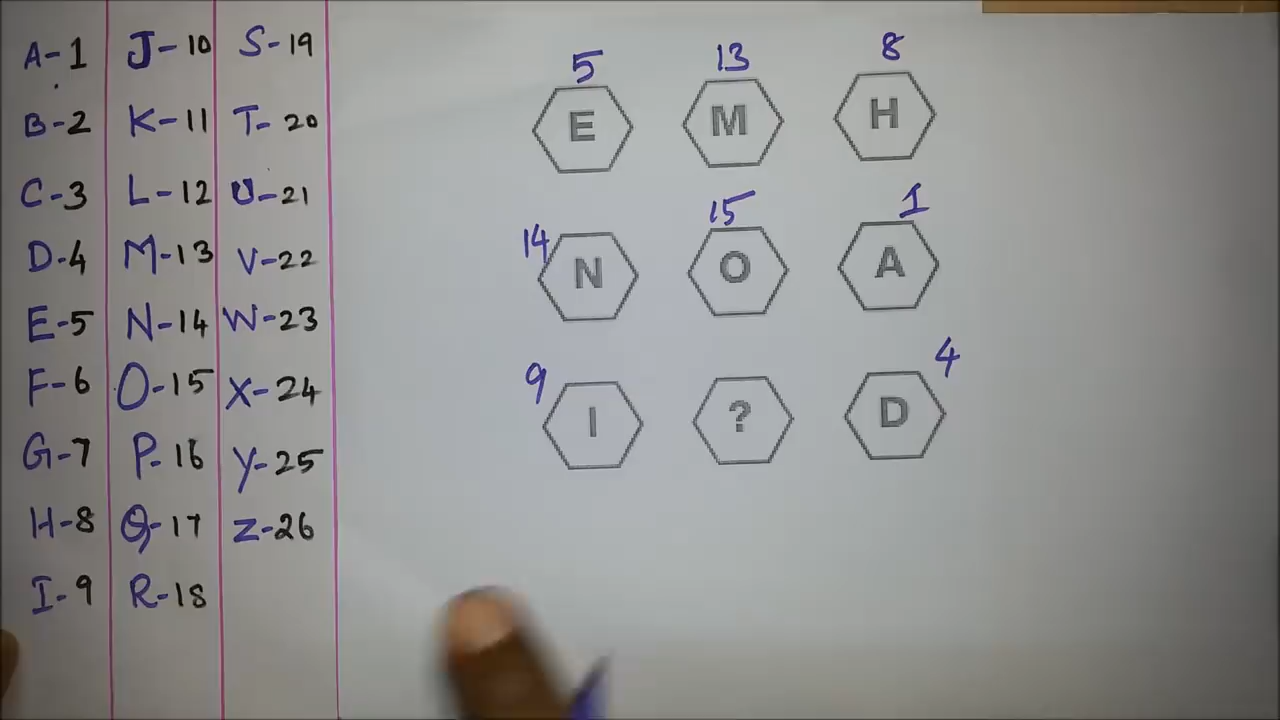 A-1 J-10 S-19
B-2 K-11 T-20
C-3 L-12 U-21
D-4 M-13 V-22
E-5 N-14 W-23
F-6 O-15 X-24
G-7 P-16 Y-25
H-8 Q-17 Z-26
I-9 R-18
5 13 8
E M H
14 15 1
N O A
9 4
I ? D